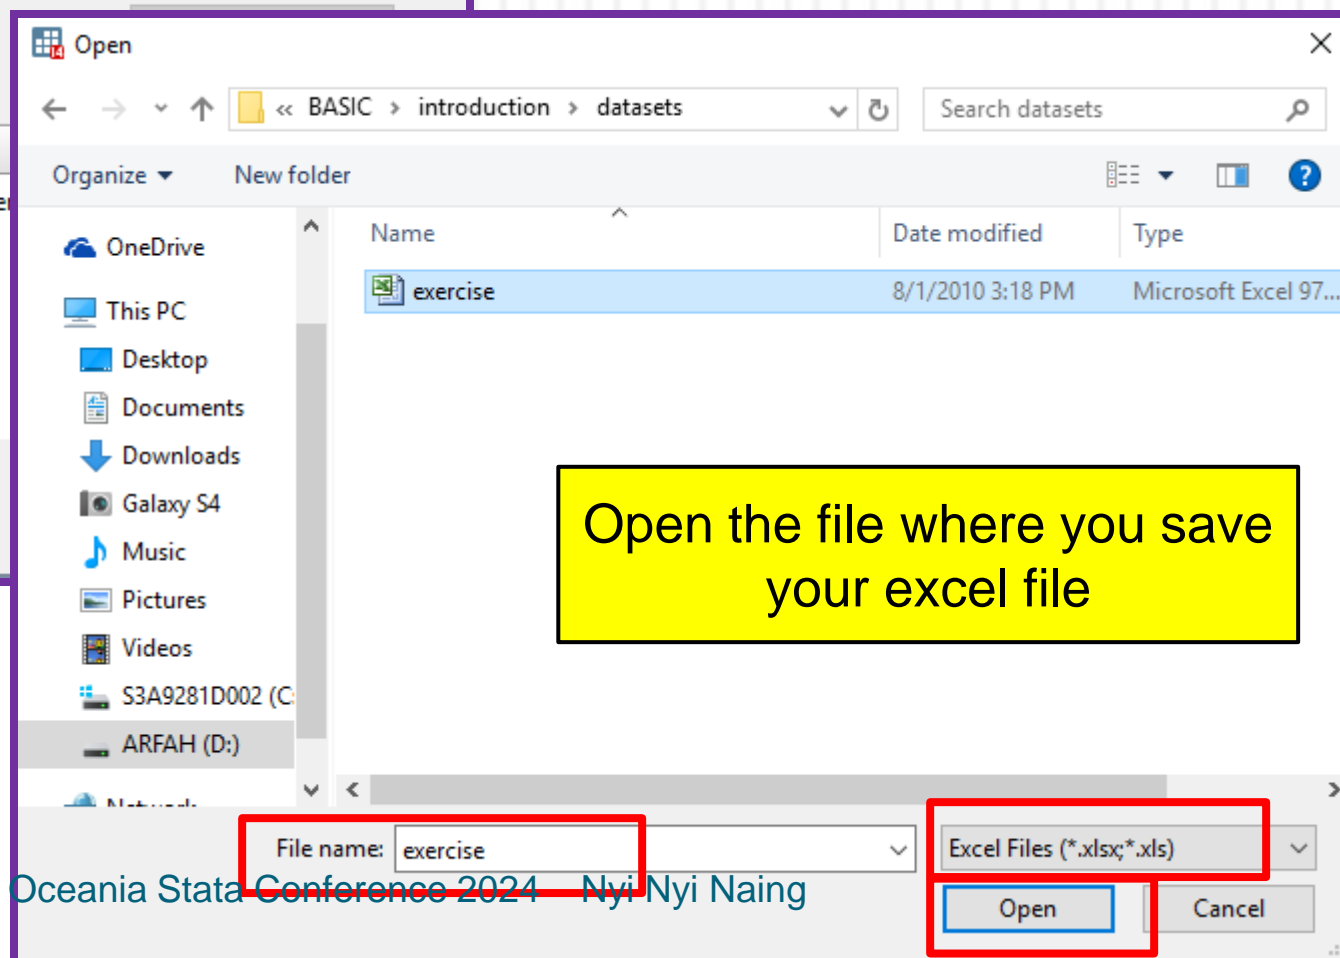 Open
« BASIC > introduction > datasets
Search datasets
Organize
New folder
Name
Date modified
Type
OneDrive
exercise
8/1/2010 3:18 PM
Microsoft Excel 97...
This PC
Desktop
Documents
Downloads
Galaxy S4
Music
Pictures
Videos
S3A9281D002 (C:
ARFAH (D:)
Open the file where you save
your excel file
File name:
exercise
Excel Files (*.xlsx;*.xls)
Oceania Stata Conference 2024 Nyi Nyi Naing
Open
Cancel